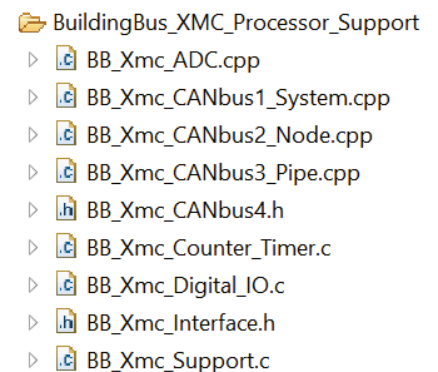 BuildingBus_XMC_Processor_Support
.c BB_Xmc_ADC.cpp
.c BB_Xmc_CANbus1_System.cpp
.c BB_Xmc_CANbus2_Node.cpp
.c BB_Xmc_CANbus3_Pipe.cpp
.h BB_Xmc_CANbus4.h
.c BB_Xmc_Counter_Timer.c
.c BB_Xmc_Digital_IO.c
.h BB_Xmc_Interface.h
.c BB_Xmc_Support.c